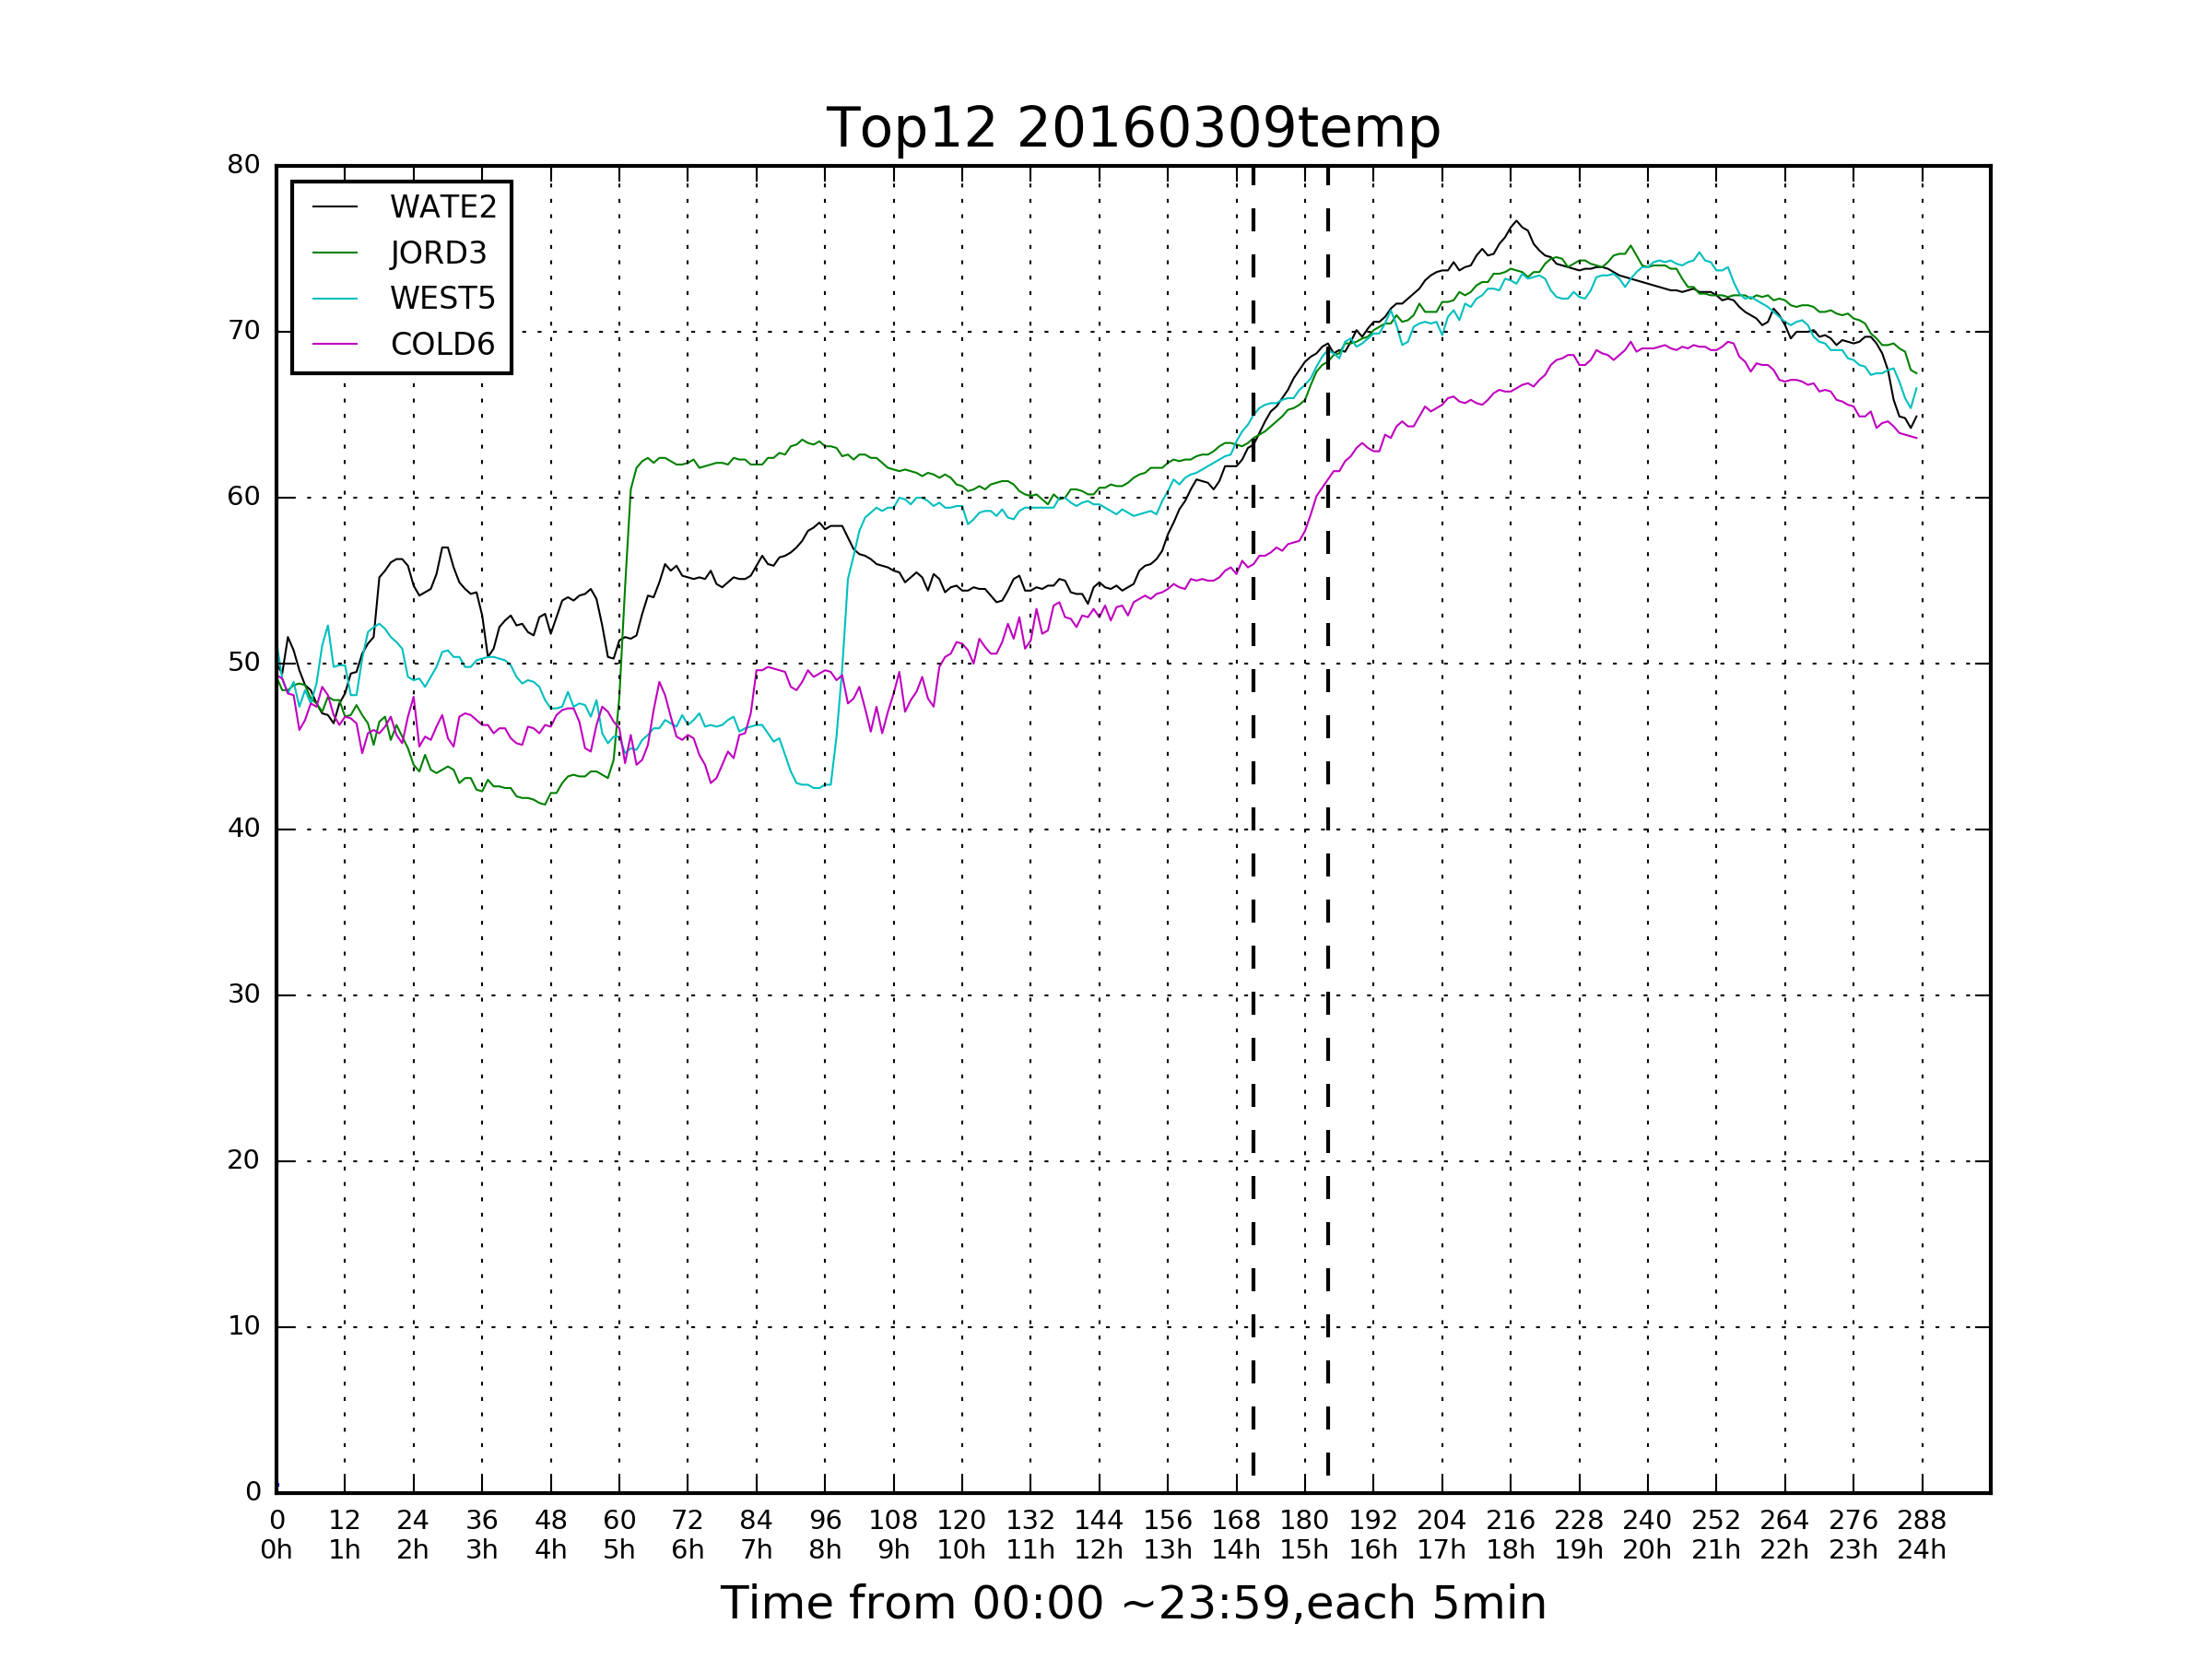 Top12 20160309temp
80
70
60
50
40
30
20
10
0
WATE2
JORD3
WEST5
COLD6
0 12 24 36 48 60 72 84 96 108 120 132 144 156 168 180 192 204 216 228 240 252 264 276 288
0h 1h 2h 3h 4h 5h 6h 7h 8h 9h 10h 11h 12h 13h 14h 15h 16h 17h 18h 19h 20h 21h 22h 23h 24h
Time from 00:00 ~23:59,each 5min